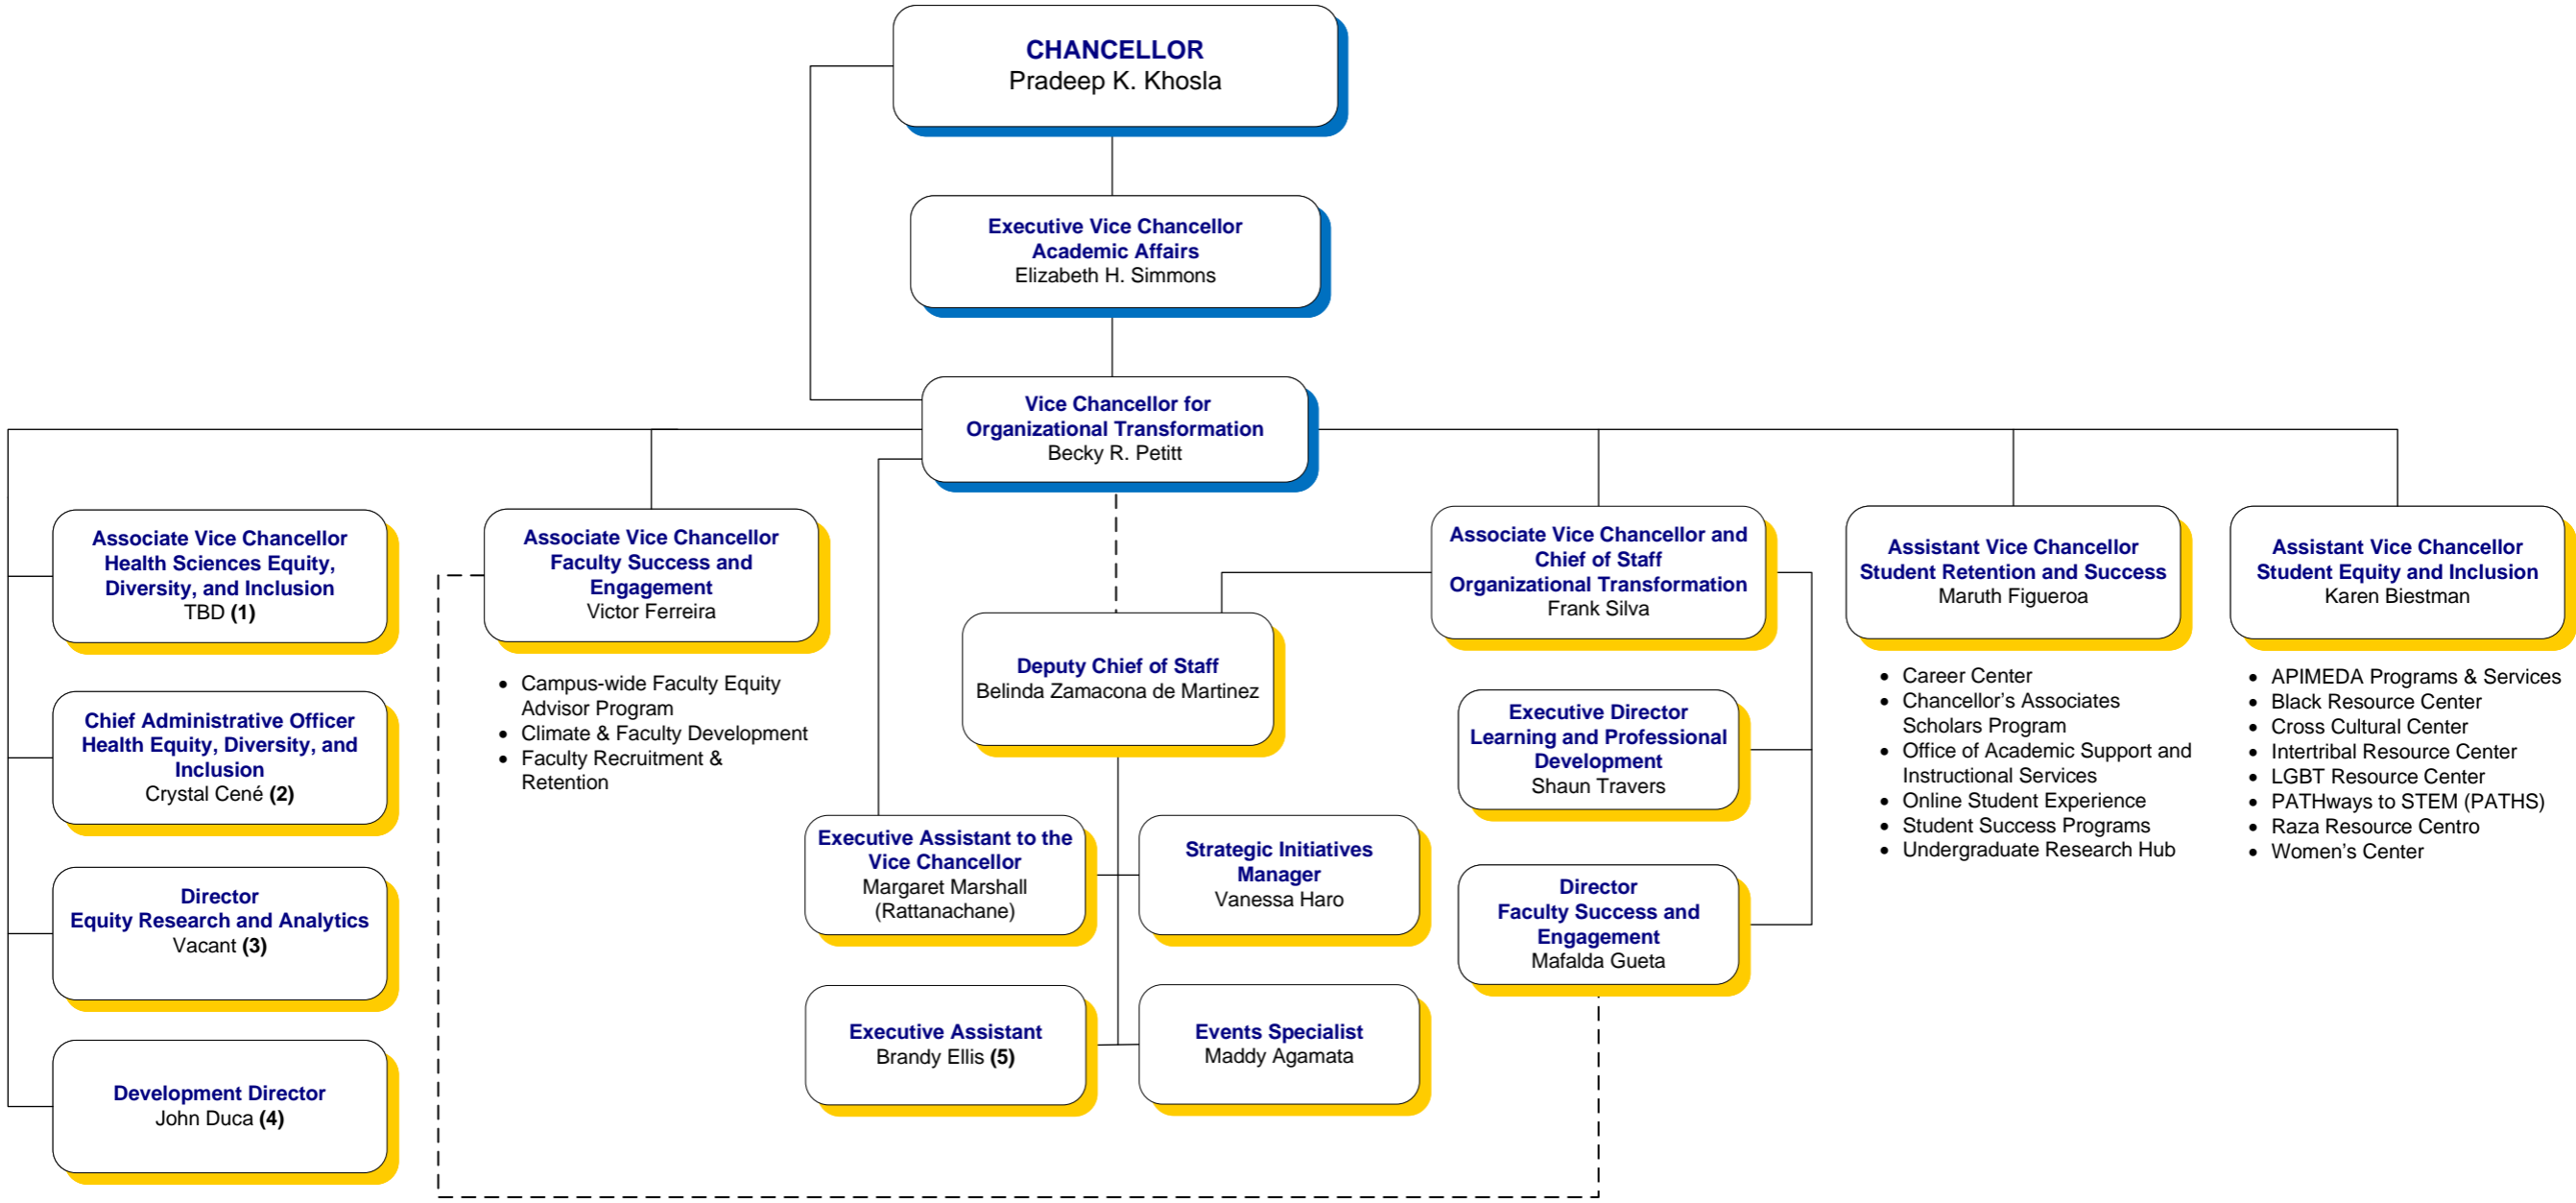 CHANCELLOR
Pradeep K. Khosla
Executive Vice Chancellor
Academic Affairs
Elizabeth H. Simmons
Vice Chancellor for
Organizational Transformation
Becky R. Petitt
Associate Vice Chancellor
Health Sciences Equity,
Diversity, and Inclusion
TBD (1)
Chief Administrative Officer
Health Equity, Diversity, and
Inclusion
Crystal Cené (2)
Director
Equity Research and Analytics
Vacant (3)
Development Director
John Duca (4)
Associate Vice Chancellor
Faculty Success and
Engagement
Victor Ferreira
• Campus-wide Faculty Equity
Advisor Program
• Climate & Faculty Development
• Faculty Recruitment &
Retention
Deputy Chief of Staff
Belinda Zamacona de Martinez
Executive Assistant to the
Vice Chancellor
Margaret Marshall
(Rattanachane)
Strategic Initiatives
Manager
Vanessa Haro
Executive Assistant
Brandy Ellis (5)
Events Specialist
Maddy Agamata
Associate Vice Chancellor and
Chief of Staff
Organizational Transformation
Frank Silva
Executive Director
Learning and Professional
Development
Shaun Travers
Director
Faculty Success and
Engagement
Mafalda Gueta
Assistant Vice Chancellor
Student Retention and Success
Maruth Figueroa
• Career Center
• Chancellor’s Associates
Scholars Program
• Office of Academic Support and
Instructional Services
• Online Student Experience
• Student Success Programs
• Undergraduate Research Hub
Assistant Vice Chancellor
Student Equity and Inclusion
Karen Biestman
• APIMEDA Programs & Services
• Black Resource Center
• Cross Cultural Center
• Intertribal Resource Center
• LGBT Resource Center
• PATHways to STEM (PATHS)
• Raza Resource Centro
• Women’s Center